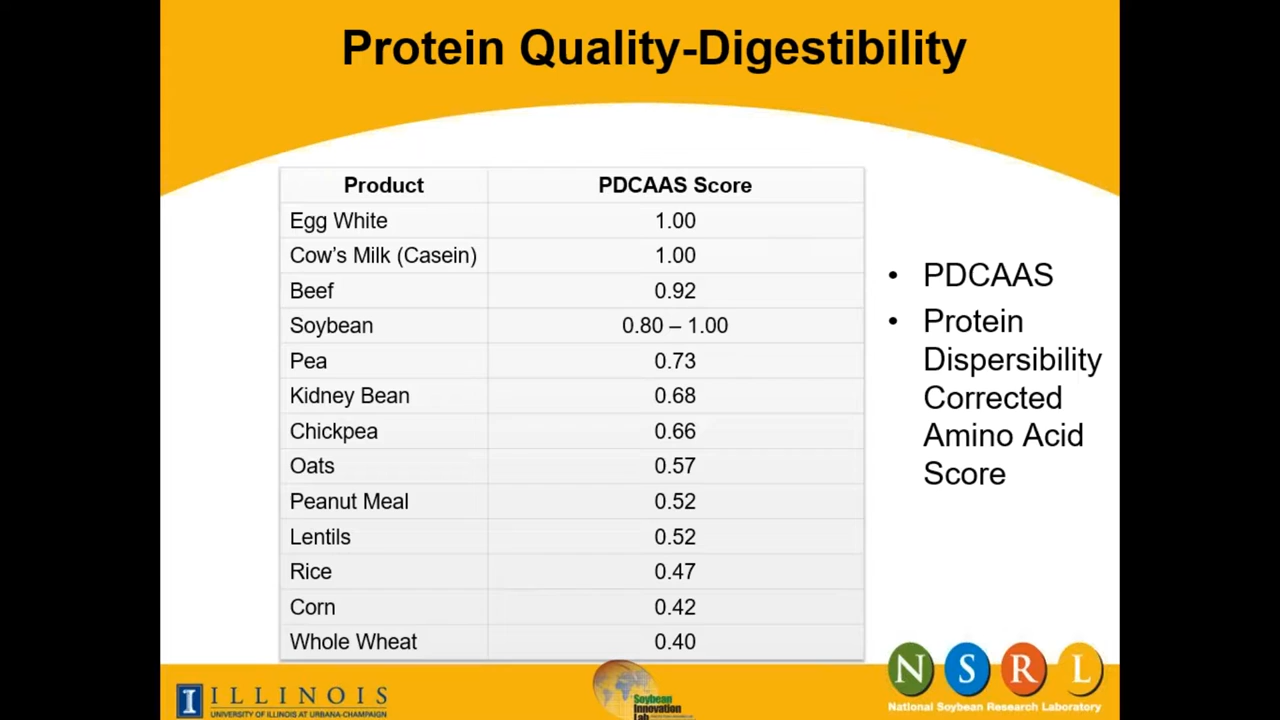 Protein Quality-Digestibility
Product PDCAAS Score
Egg White 1.00
Cow's Milk (Casein) 1.00
Beef 0.92
Soybean 0.80 – 1.00
Pea 0.73
Kidney Bean 0.68
Chickpea 0.66
Oats 0.57
Peanut Meal 0.52
Lentils 0.52
Rice 0.47
Corn 0.42
Whole Wheat 0.40
• PDCAAS
• Protein
Dispersibility
Corrected
Amino Acid
Score
I ILLINOIS
UNIVERSITY OF ILLINOIS AT URBANA-CHAMPAIGN
Soybean
Innovation
Lab
NSRL
National Soybean Research Laboratory